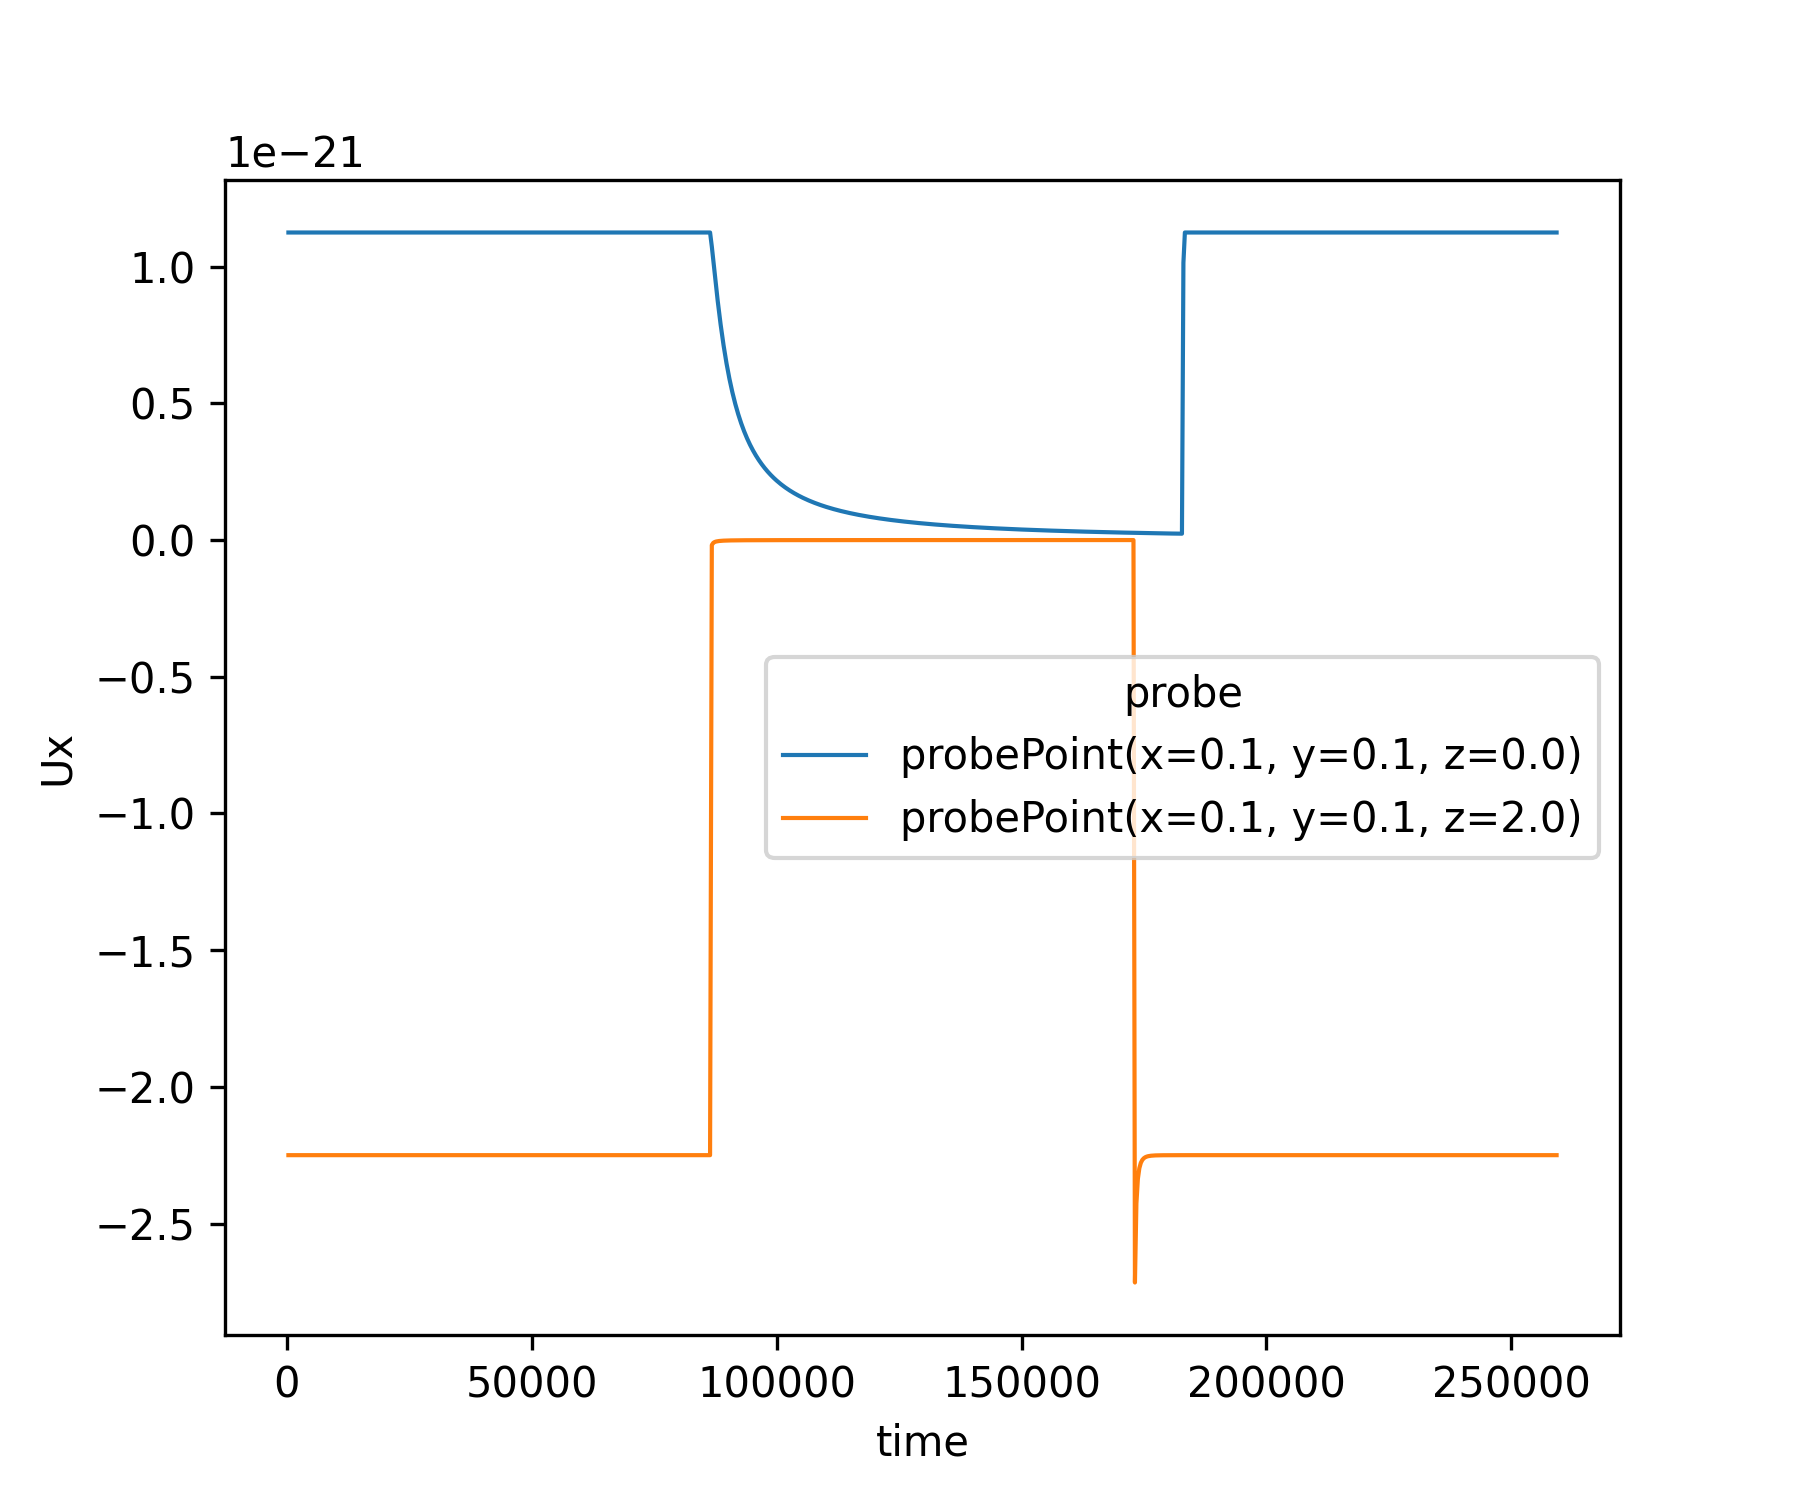 1e−21
1.0
0.5
0.0
−0.5
−1.0
−1.5
−2.0
−2.5
Ux
probe
probePoint(x=0.1, y=0.1, z=0.0)
probePoint(x=0.1, y=0.1, z=2.0)
0 50000 100000 150000 200000 250000
time